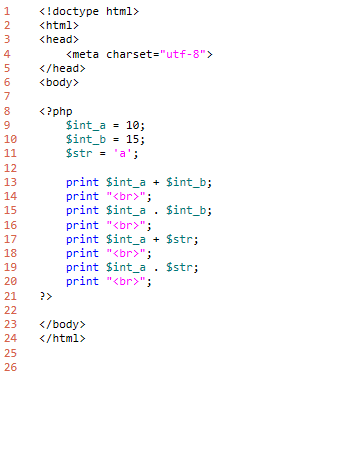 1 <!doctype html>
2 <html>
3 <head>
4     <meta charset="utf-8">
5 </head>
6 <body>
7
8 <?php
9     $int_a = 10;
10     $int_b = 15;
11     $str = 'a';
12
13     print $int_a + $int_b;
14     print "<br>";
15     print $int_a . $int_b;
16     print "<br>";
17     print $int_a + $str;
18     print "<br>";
19     print $int_a . $str;
20     print "<br>";
21 ?>
22
23 </body>
24 </html>
25
26